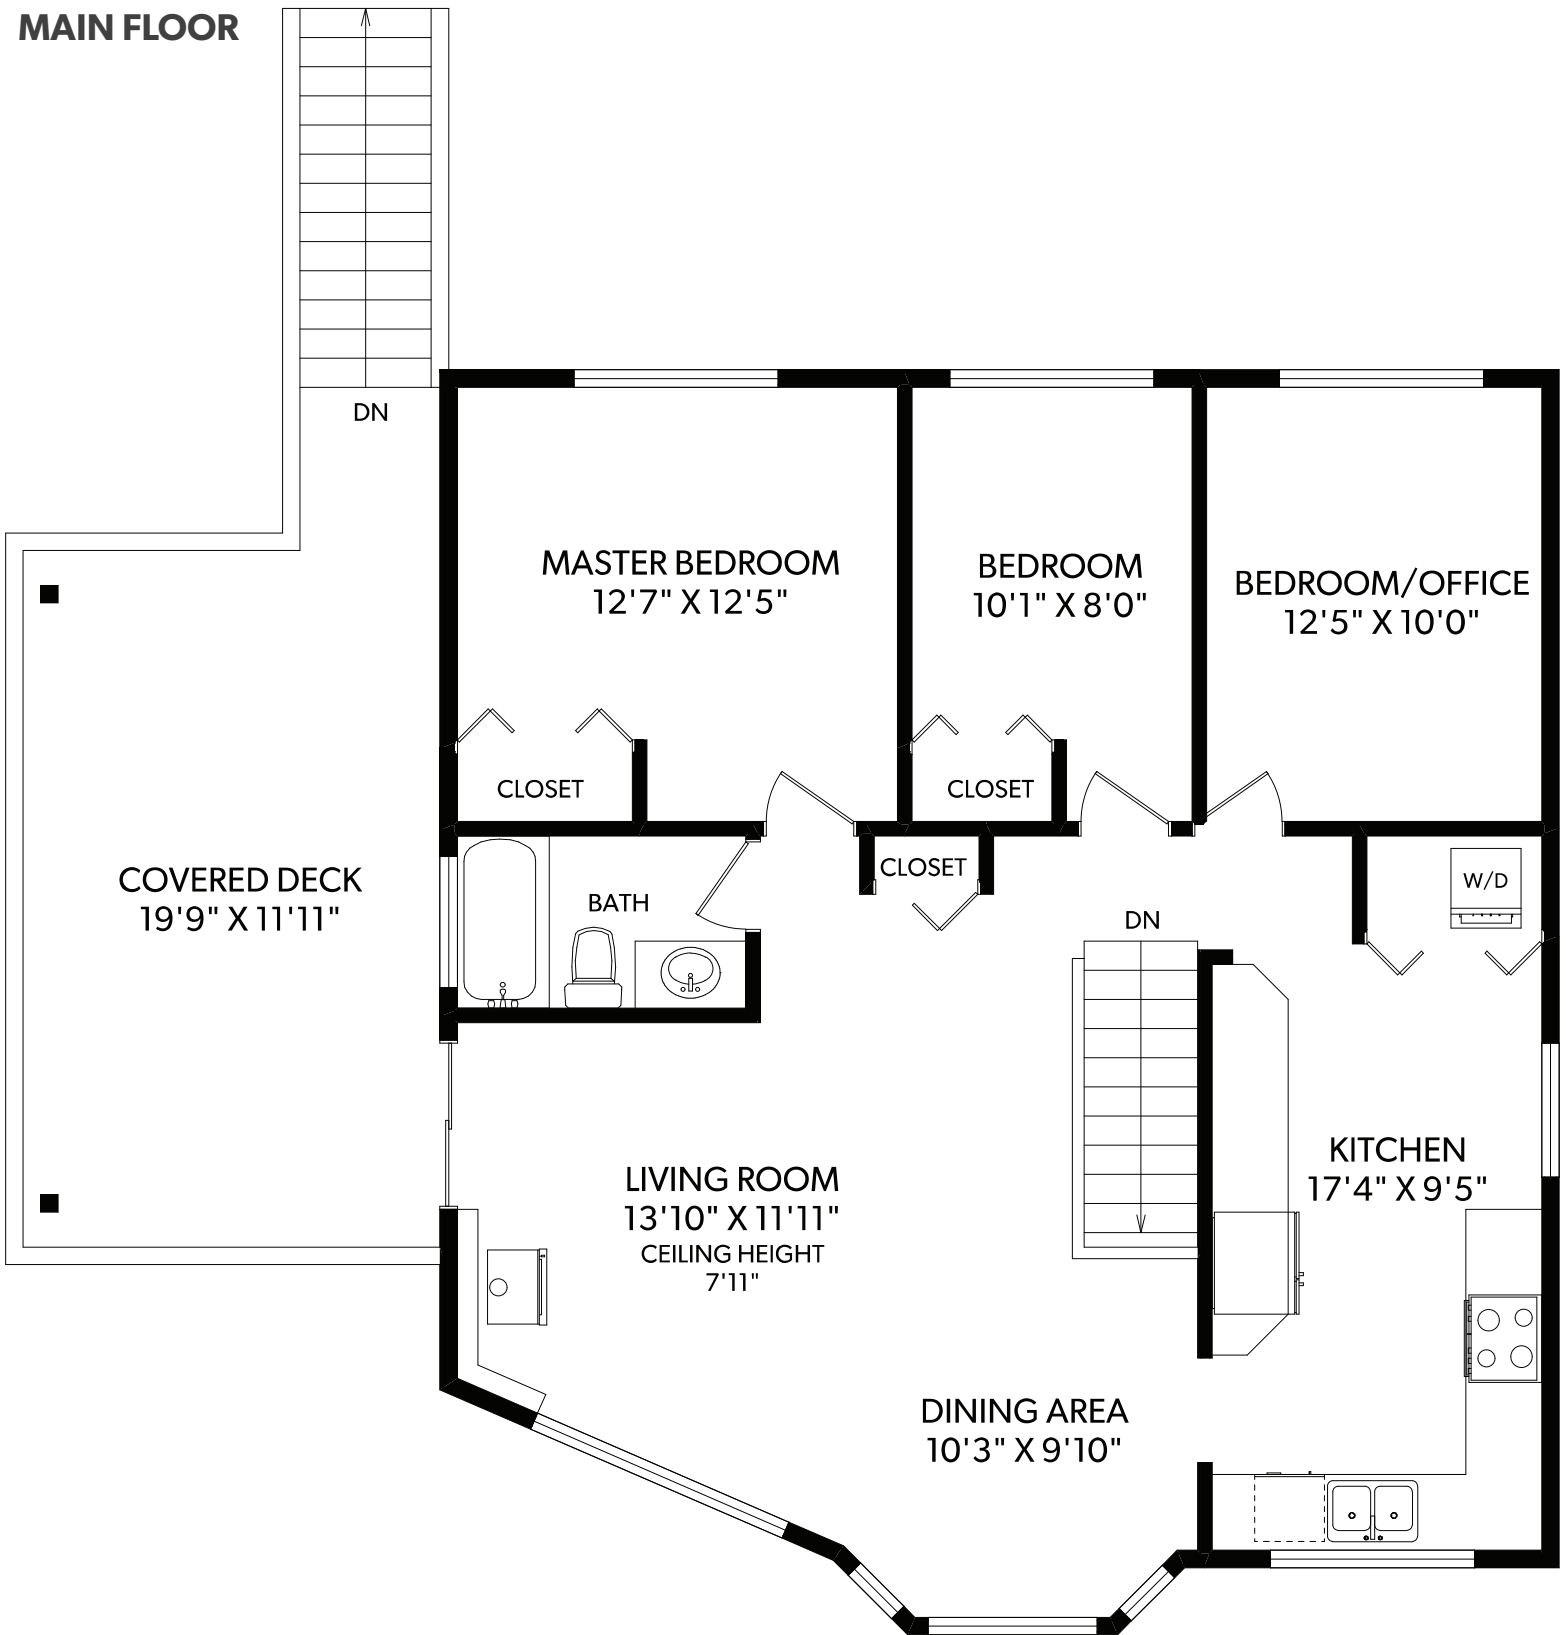 MAIN FLOOR
DN
MASTER BEDROOM
12'7" X 12'5"
BEDROOM
10'1" X 8'0"
BEDROOM/OFFICE
12'5" X 10'0"
CLOSET
CLOSET
COVERED DECK
19'9" X 11'11"
BATH
CLOSET
W/D
DN
LIVING ROOM
13'10" X 11'11"
CEILING HEIGHT
7'11"
KITCHEN
17'4" X 9'5"
DINING AREA
10'3" X 9'10"